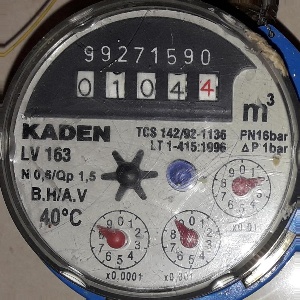 99271590
01044
m³
KADEN
TCS 142/92-1136
PN16bar
LV 163
LT 1-415:1996
ΔP 1bar
N 0,6/Qp 1,5
B.H/A.V
40°C
x0.01
x0.0001
x0.001